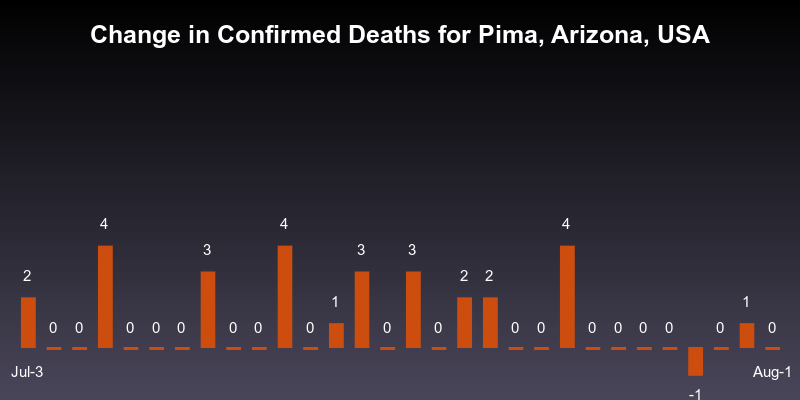 Change in Confirmed Deaths for Pima, Arizona, USA
2 0 0 4 0 0 0 3 0 0 4 0 1 3 0 3 0 2 2 0 0 4 0 0 0 0 -1 0 1 0
Jul-3 Aug-1